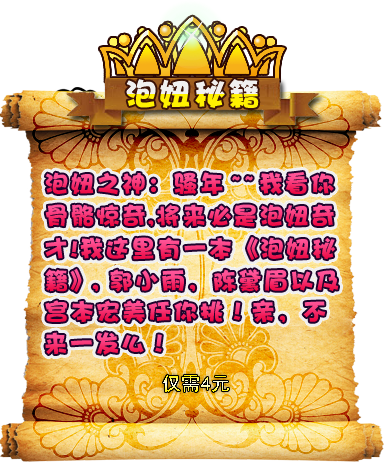 泡妞秘籍
泡妞之神：骚年~~我看你
骨骼惊奇，将来必是泡妞奇
才！我这里有一本《泡妞秘
籍》，郭小雨，陈黛眉以及
宫本宏美任你挑！亲，不
来一发么！
仅需4元